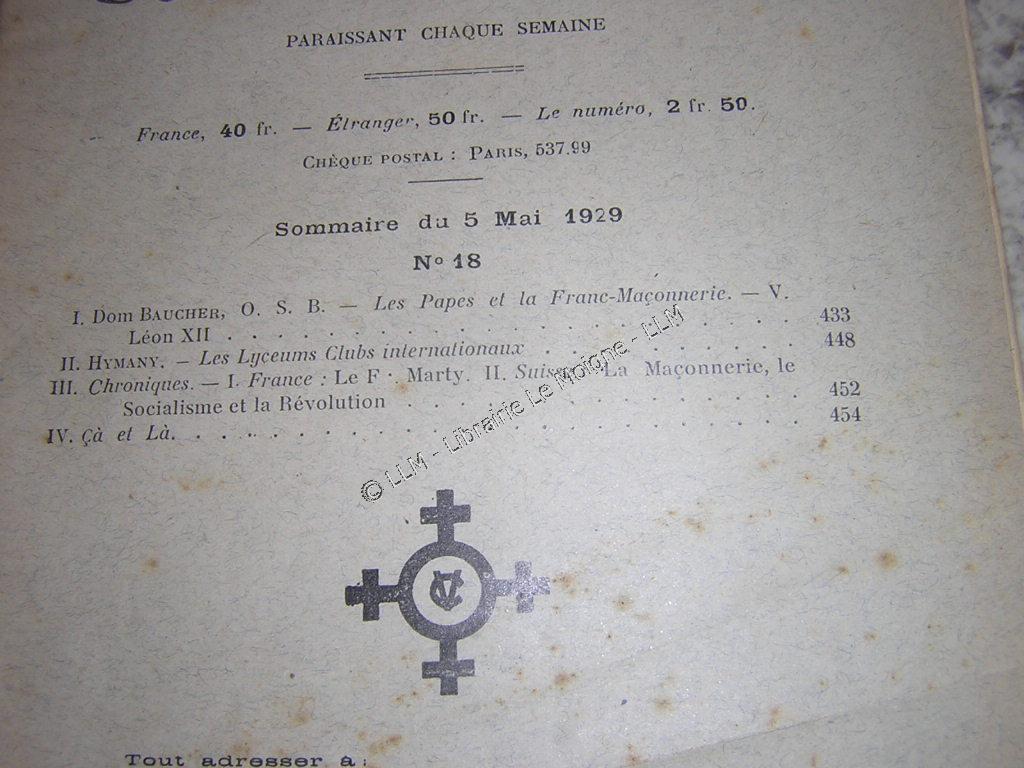 PARAISSANT CHAQUE SEMAINE
France, 40 fr. — Étranger, 50 fr. — Le numéro, 2 fr. 50.
CHÈQUE POSTAL : PARIS, 537.99
Sommaire du 5 Mai 1929
No 18
I. Dom BAUCHER, O. S. B. — Les Papes et la Franc-Maçonnerie. — V.
Léon XII . . . . . . . . . . . . . . . . . . . . . 433
II. HYMANY. — Les Lyceums Clubs internationaux . . . . . . . . . 448
III. Chroniques. — I. France : Le F∙ Marty. II. La Maçonnerie, le
Socialisme et la Révolution . . . . . . . . . . . . . . . 452
IV. Çà et Là. . . . . . . . . . . . . . . . . . . . . . . 454
© LLM - Librairie Le Moigne - LLM
Tout adresser à :